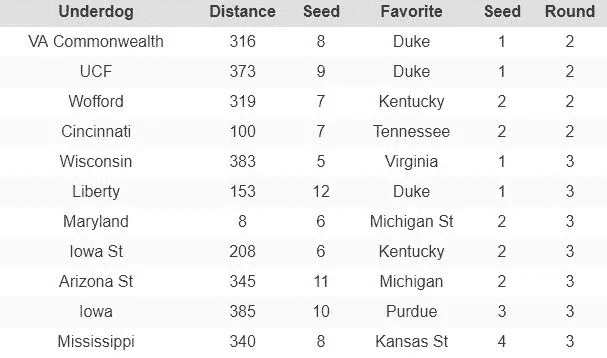 Underdog Distance Seed Favorite Seed Round
VA Commonwealth 316 8 Duke 1 2
UCF 373 9 Duke 1 2
Wofford 319 7 Kentucky 2 2
Cincinnati 100 7 Tennessee 2 2
Wisconsin 383 5 Virginia 1 3
Liberty 153 12 Duke 1 3
Maryland 8 6 Michigan St 2 3
Iowa St 208 6 Kentucky 2 3
Arizona St 345 11 Michigan 2 3
Iowa 385 10 Purdue 3 3
Mississippi 340 8 Kansas St 4 3